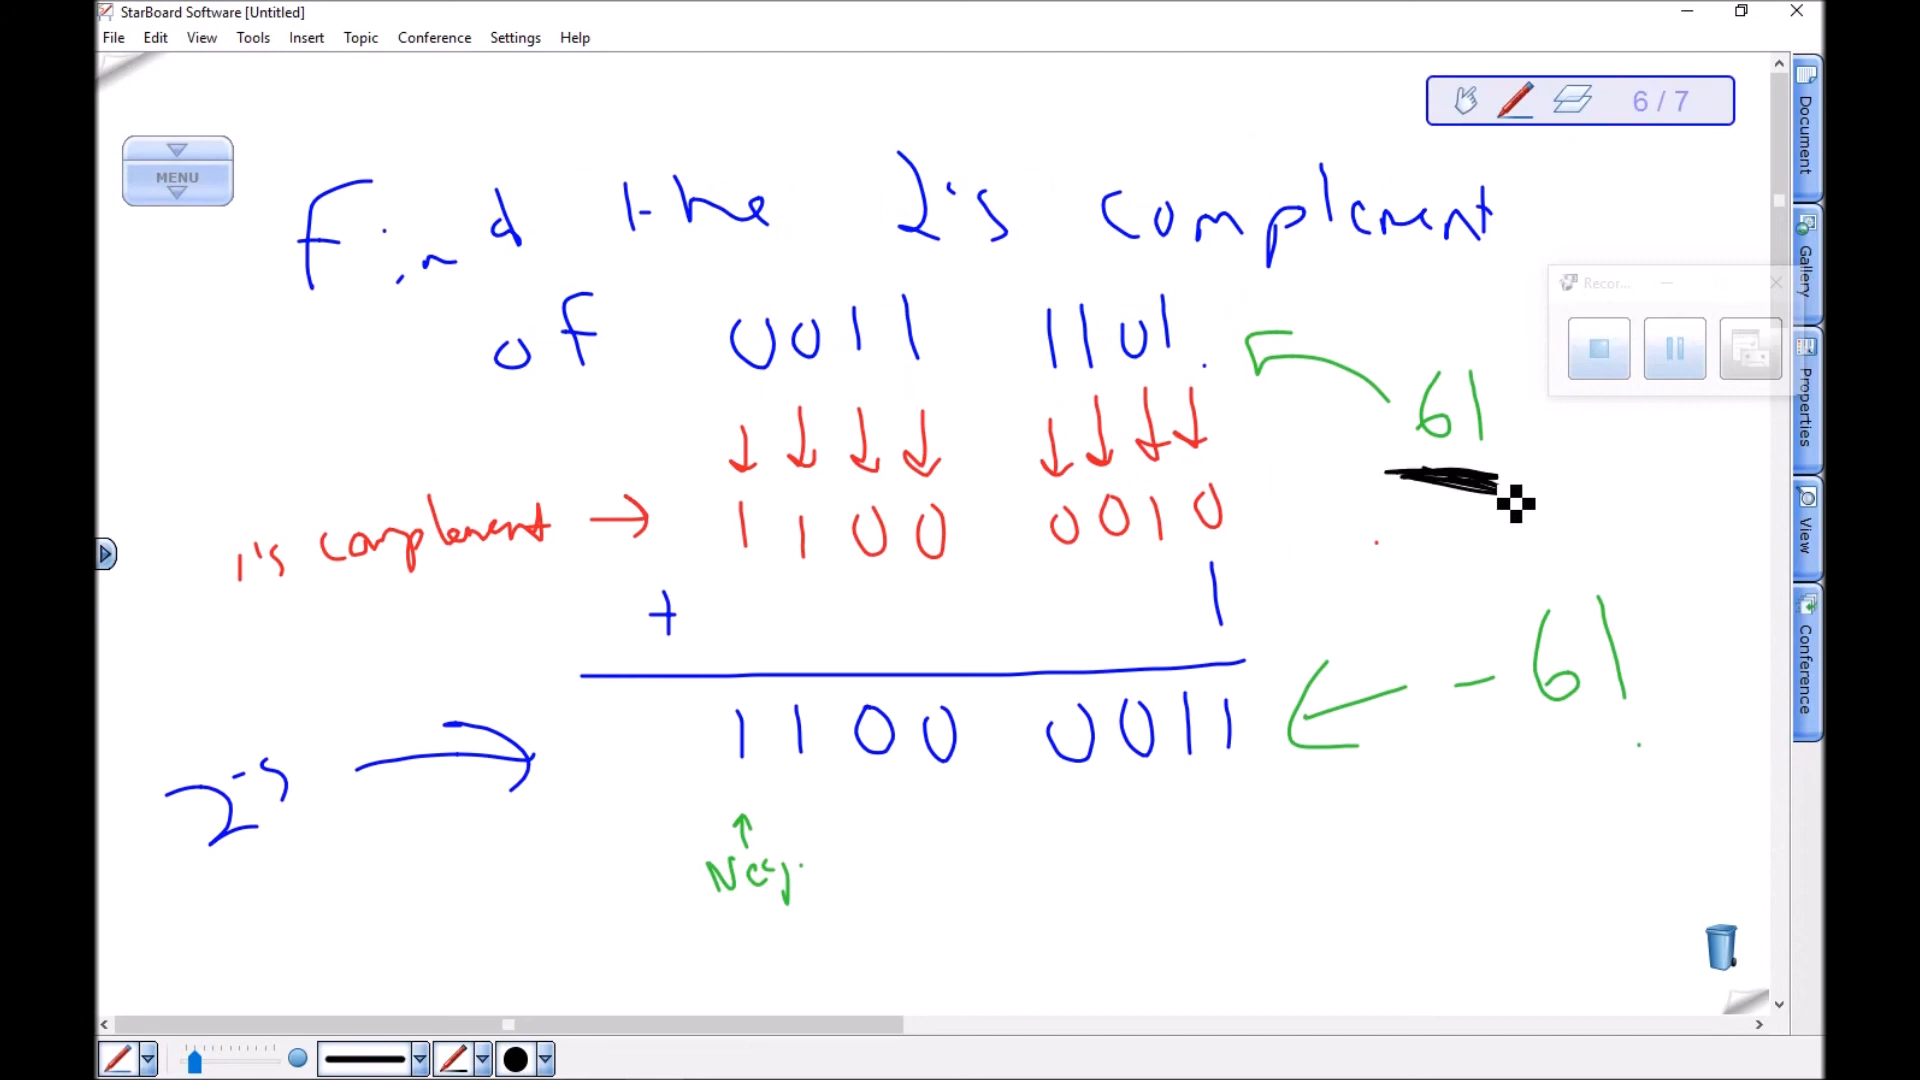 StarBoard Software [Untitled]
File Edit View Tools Insert Topic Conference Settings Help
6 / 7
MENU
Find the 2's complement
of 0011 1101.
61
1's complement → 1100 0010
+ 1
1100 0011 ← -61
2's →
↑
Neg.
Recor...
Document
Gallery
Properties
View
Conference